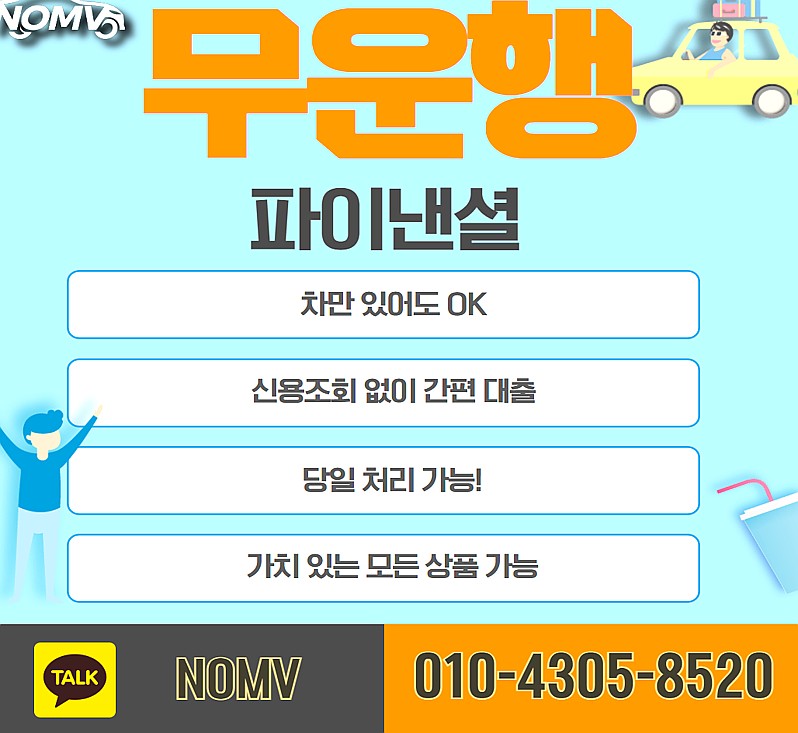 NOMV
무운행
파이낸셜
차만 있어도 OK
신용조회 없이 간편 대출
당일 처리 가능!
가치 있는 모든 상품 가능
TALK NOMV 010-4305-8520